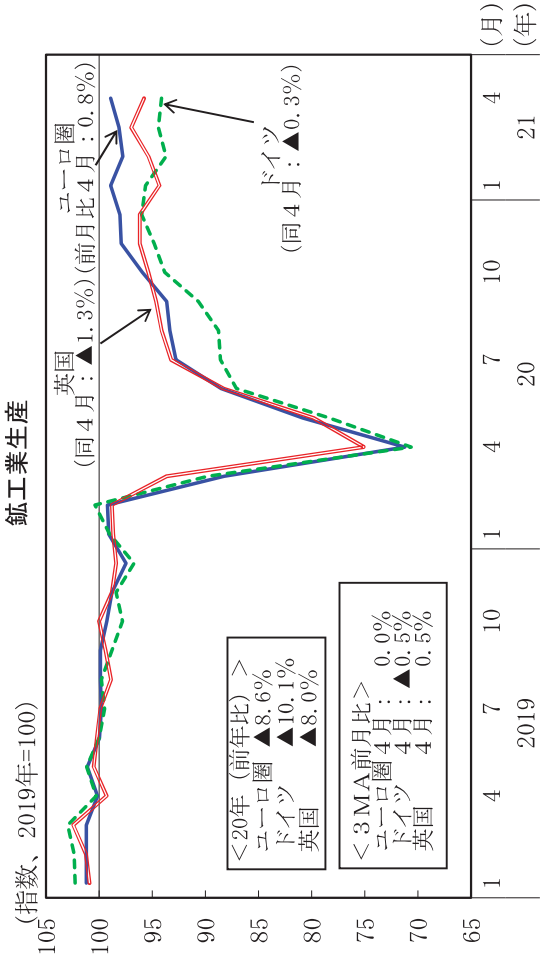 鉱工業生産
(指数、2019年=100)
105
100
95
90
85
80
75
70
65
英国
(同4月：▲1.3%)
ユーロ圏
(前月比4月：0.8%)
ドイツ
(同4月：▲0.3%)
＜20年（前年比）＞
ユーロ圏 ▲8.6%
ドイツ ▲10.1%
英国 ▲8.0%
＜3MA前月比＞
ユーロ圏 4月： 0.0%
ドイツ 4月：▲0.5%
英国 4月： 0.5%
1 4 7 10 1 4 7 10 1 4 (月)
2019 20 21 (年)